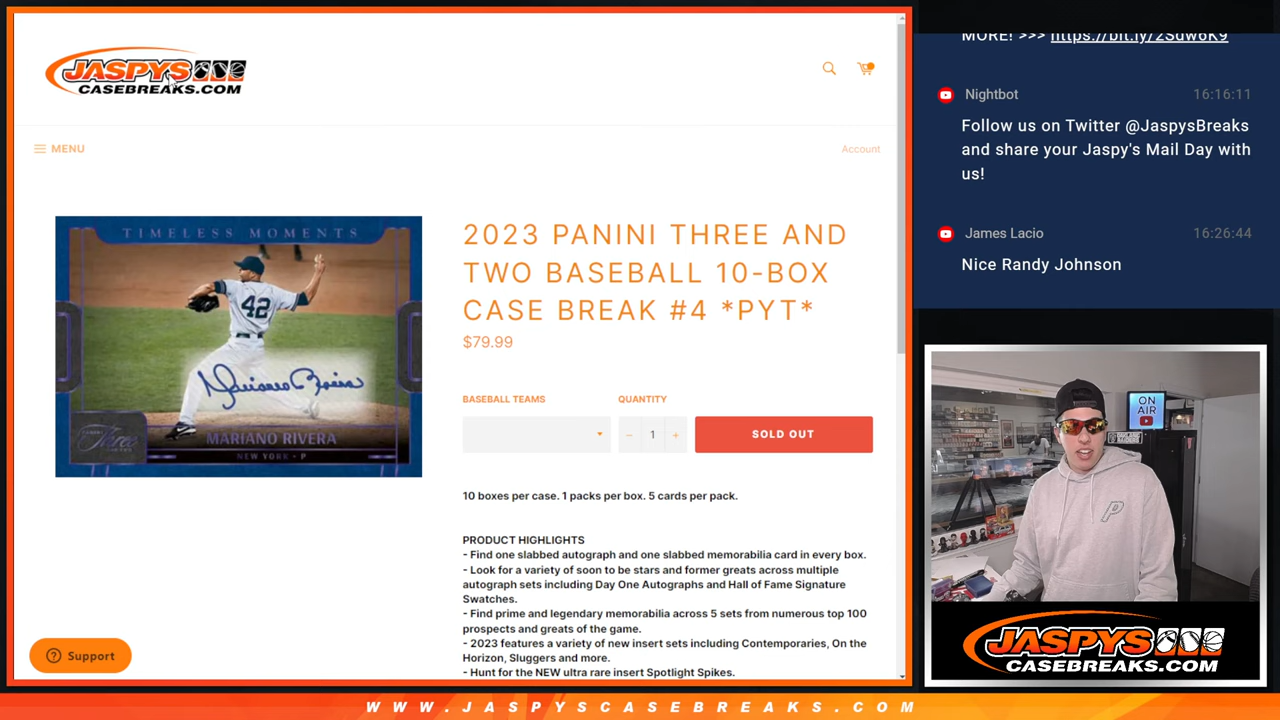 JASPYS
CASEBREAKS.COM
MENU
Account
TIMELESS MOMENTS
42
Mariano Rivera
Three
MARIANO RIVERA
NEW YORK • P
2023 PANINI THREE AND
TWO BASEBALL 10-BOX
CASE BREAK #4 *PYT*
$79.99
BASEBALL TEAMS
QUANTITY
− 1 +
SOLD OUT
10 boxes per case. 1 packs per box. 5 cards per pack.
PRODUCT HIGHLIGHTS
- Find one slabbed autograph and one slabbed memorabilia card in every box.
- Look for a variety of soon to be stars and former greats across multiple
autograph sets including Day One Autographs and Hall of Fame Signature
Swatches.
- Find prime and legendary memorabilia across 5 sets from numerous top 100
prospects and greats of the game.
- 2023 features a variety of new insert sets including Contemporaries, On the
Horizon, Sluggers and more.
- Hunt for the NEW ultra rare insert Spotlight Spikes.
Support
MORE! >>> https://bit.ly/2Sdw6K9
Nightbot 16:16:11
Follow us on Twitter @JaspysBreaks
and share your Jaspy's Mail Day with
us!
James Lacio 16:26:44
Nice Randy Johnson
ON
AIR
P
JASPYS
CASEBREAKS.COM
WWW.JASPYSCASEBREAKS.COM